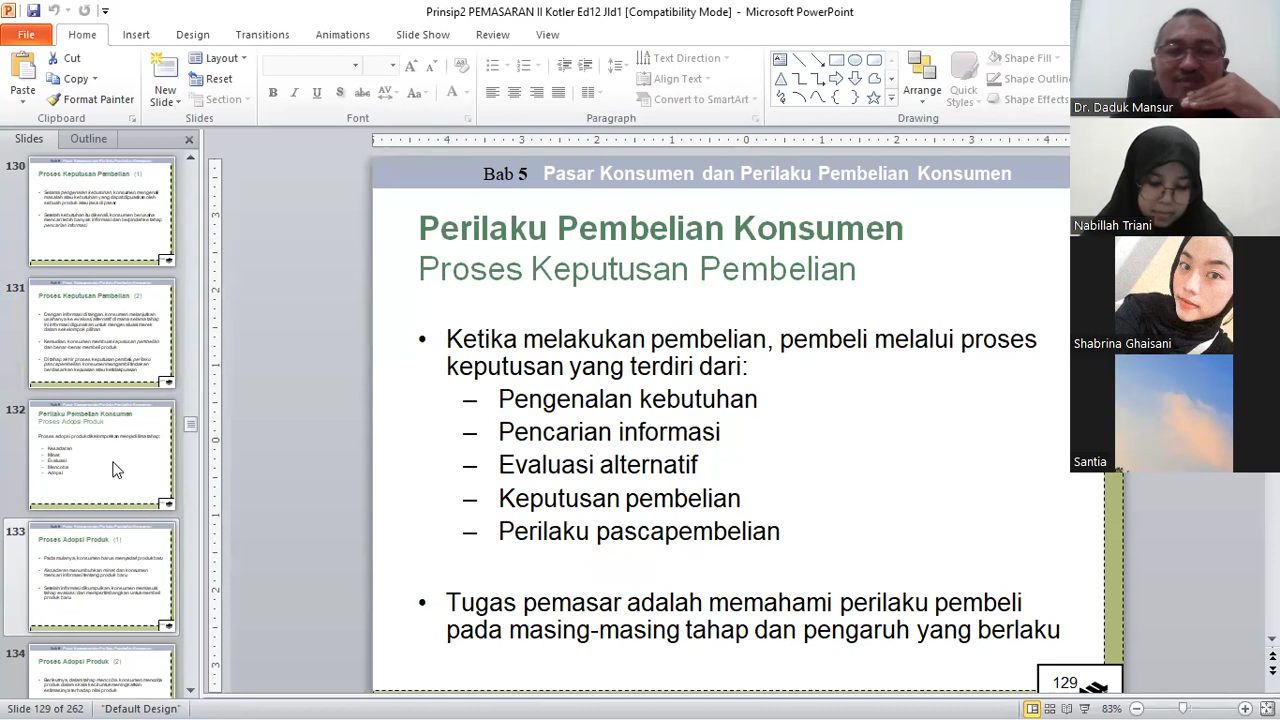 Prinsip2 PEMASARAN II Kotler Ed12 Jld1 [Compatibility Mode] - Microsoft PowerPoint
File Home Insert Design Transitions Animations Slide Show Review View
Paste
Cut
Copy
Format Painter
Clipboard
New Slide
Layout
Reset
Section
Slides
Font
Text Direction
Align Text
Convert to SmartArt
Paragraph
Arrange
Quick Styles
Shape Fill
Shape Outline
Shape Effects
Drawing
Slides Outline
130
Proses Keputusan Pembelian (1)
131
Proses Keputusan Pembelian (2)
132
Perilaku Pembelian Konsumen
Proses Adopsi Produk
Kesadaran
Minat
Evaluasi
Mencoba
Adopsi
133
Proses Adopsi Produk (1)
134
Proses Adopsi Produk (2)
Bab 5 Pasar Konsumen dan Perilaku Pembelian Konsumen
Perilaku Pembelian Konsumen
Proses Keputusan Pembelian
• Ketika melakukan pembelian, pembeli melalui proses
keputusan yang terdiri dari:
– Pengenalan kebutuhan
– Pencarian informasi
– Evaluasi alternatif
– Keputusan pembelian
– Perilaku pascapembelian
• Tugas pemasar adalah memahami perilaku pembeli
pada masing-masing tahap dan pengaruh yang berlaku
129
Dr. Daduk Mansur
Nabillah Triani
Shabrina Ghaisani
Santia
Slide 129 of 262 "Default Design" 83%